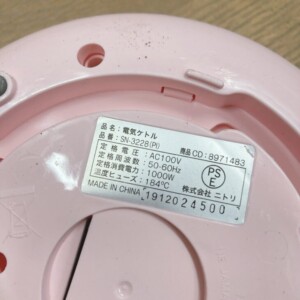 品名：電気ケトル
品番：SN-3228(PI) 商品CD：8971483
定格電圧：AC100V
定格周波数：50-60Hz
定格消費電力：1000W
温度ヒューズ：184℃
PSE
MADE IN CHINA 株式会社 ニトリ
1912024500